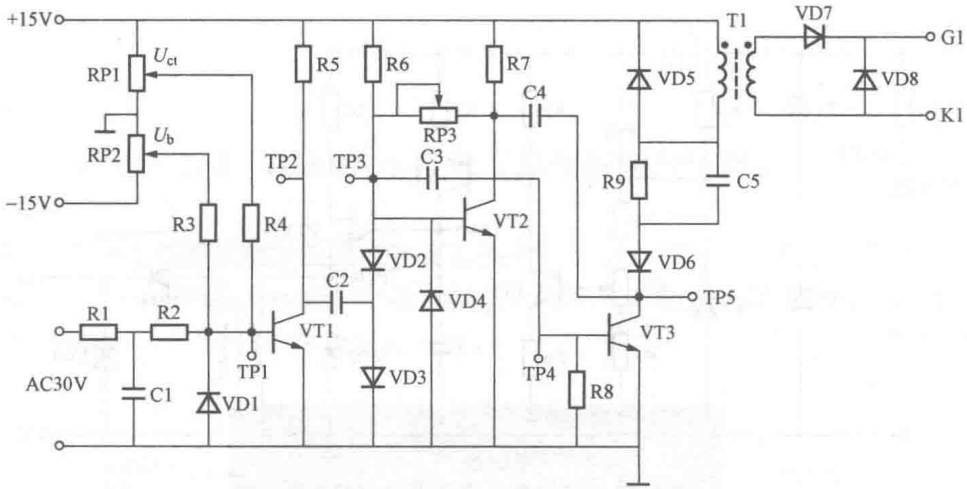 +15V
RP1
Uct
RP2
Ub
-15V
R3
R4
R5
R6
R7
RP3
C4
TP2
TP3
C3
VT2
VD2
VD4
C2
VT1
VD3
R1
R2
AC30V
C1
VD1
TP1
TP4
R8
VT3
TP5
VD6
R9
C5
VD5
T1
VD7
VD8
G1
K1